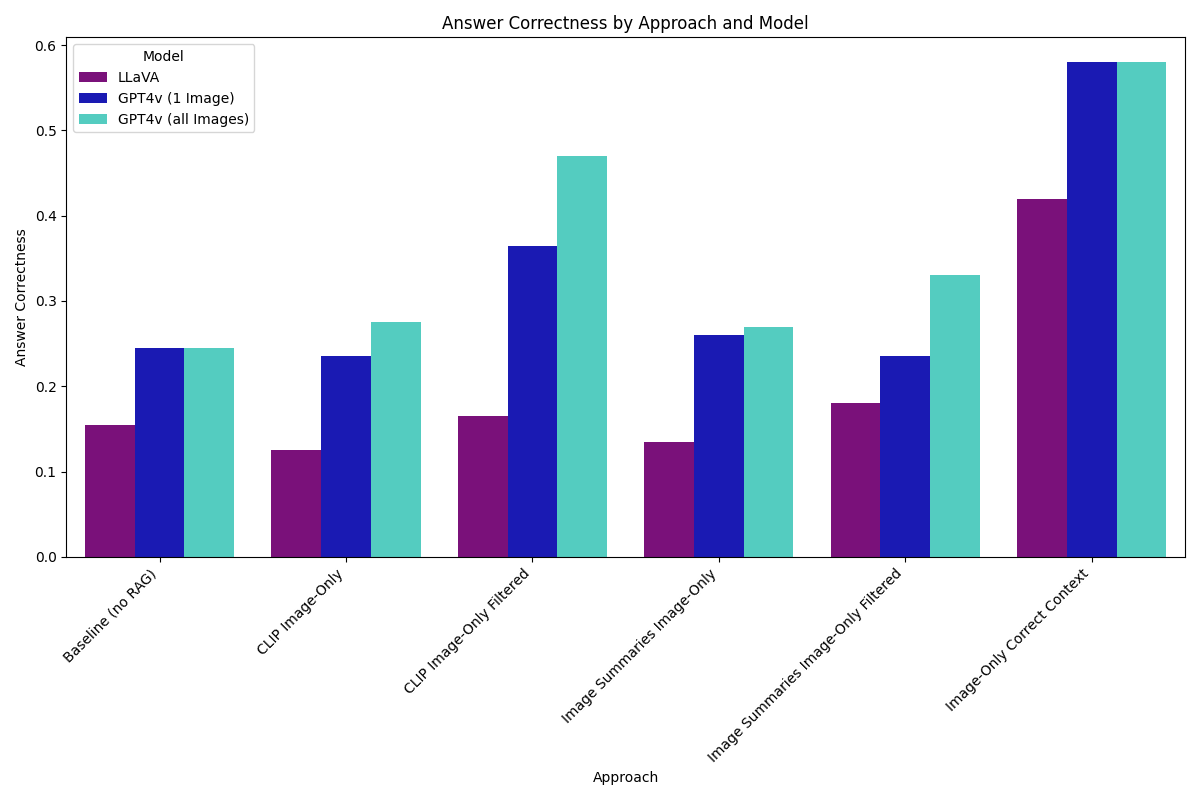 Answer Correctness by Approach and Model
Model
LLaVA
GPT4v (1 Image)
GPT4v (all Images)
Answer Correctness
0.6
0.5
0.4
0.3
0.2
0.1
0.0
Baseline (no RAG)
CLIP Image-Only
CLIP Image-Only Filtered
Image Summaries Image-Only
Image Summaries Image-Only Filtered
Image-Only Correct Context
Approach